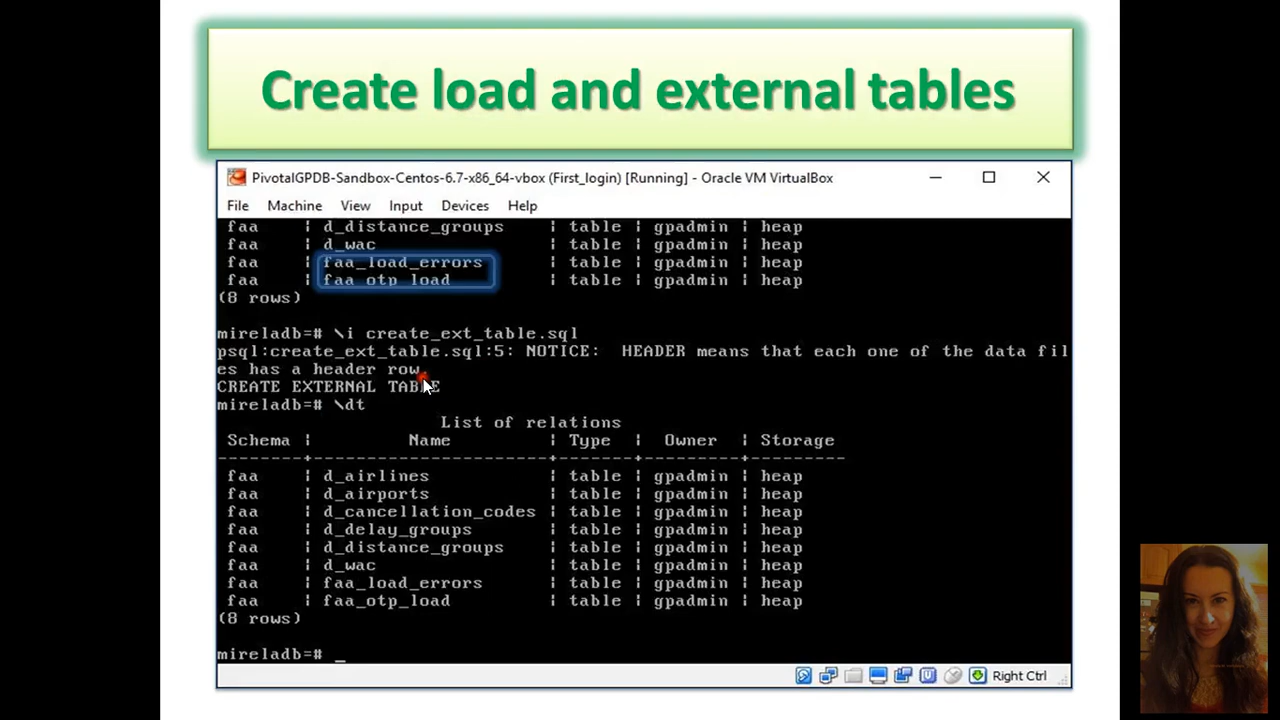 Create load and external tables
PivotalGPDB-Sandbox-Centos-6.7-x86_64-vbox (First_login) [Running] - Oracle VM VirtualBox
File Machine View Input Devices Help
faa | d_distance_groups | table | gpadmin | heap
faa | d_wac | table | gpadmin | heap
faa | faa_load_errors | table | gpadmin | heap
faa | faa_otp_load | table | gpadmin | heap
(8 rows)
mireladb=# \i create_ext_table.sql
psql:create_ext_table.sql:5: NOTICE:  HEADER means that each one of the data fil
es has a header row.
CREATE EXTERNAL TABLE
mireladb=# \dt
List of relations
Schema | Name | Type | Owner | Storage
--------+----------------------+-------+---------+---------
faa | d_airlines | table | gpadmin | heap
faa | d_airports | table | gpadmin | heap
faa | d_cancellation_codes | table | gpadmin | heap
faa | d_delay_groups | table | gpadmin | heap
faa | d_distance_groups | table | gpadmin | heap
faa | d_wac | table | gpadmin | heap
faa | faa_load_errors | table | gpadmin | heap
faa | faa_otp_load | table | gpadmin | heap
(8 rows)
mireladb=# _
Right Ctrl